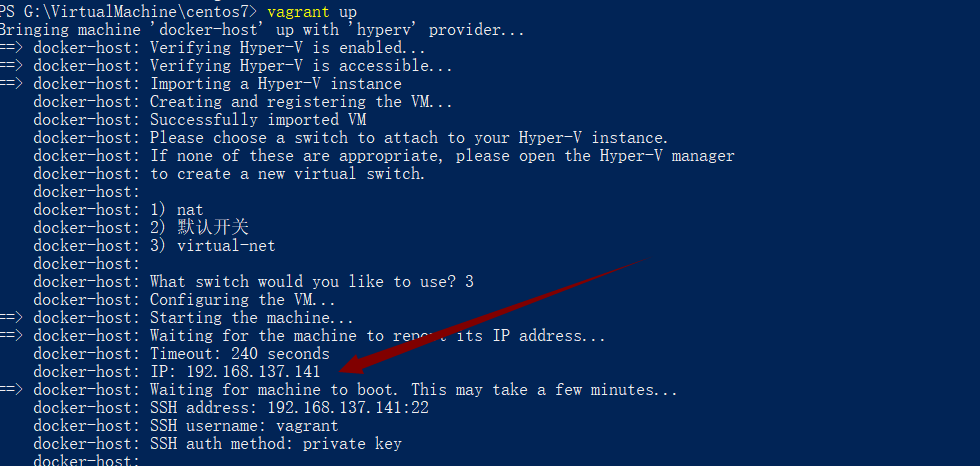 PS G:\VirtualMachine\centos7> vagrant up
Bringing machine 'docker-host' up with 'hyperv' provider...
==> docker-host: Verifying Hyper-V is enabled...
==> docker-host: Verifying Hyper-V is accessible...
==> docker-host: Importing a Hyper-V instance
docker-host: Creating and registering the VM...
docker-host: Successfully imported VM
docker-host: Please choose a switch to attach to your Hyper-V instance.
docker-host: If none of these are appropriate, please open the Hyper-V manager
docker-host: to create a new virtual switch.
docker-host:
docker-host: 1) nat
docker-host: 2) 默认开关
docker-host: 3) virtual-net
docker-host:
docker-host: What switch would you like to use? 3
docker-host: Configuring the VM...
==> docker-host: Starting the machine...
==> docker-host: Waiting for the machine to report its IP address...
docker-host: Timeout: 240 seconds
docker-host: IP: 192.168.137.141
==> docker-host: Waiting for machine to boot. This may take a few minutes...
docker-host: SSH address: 192.168.137.141:22
docker-host: SSH username: vagrant
docker-host: SSH auth method: private key
docker-host: